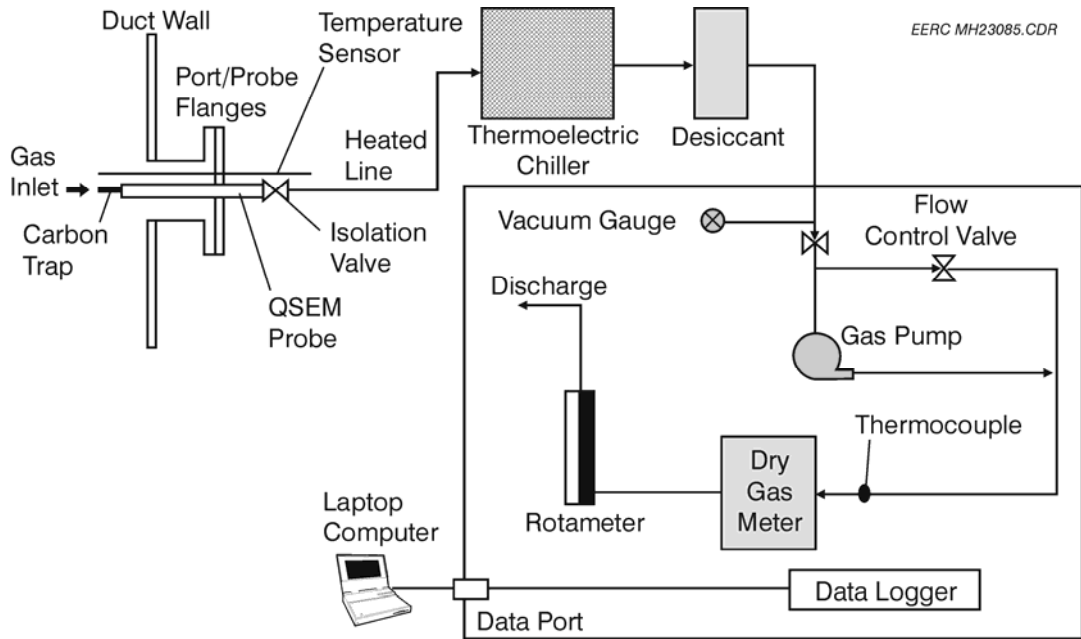 Duct Wall
Temperature
Sensor
EERC MH23085.CDR
Port/Probe
Flanges
Gas
Inlet
Heated
Line
Thermoelectric
Chiller
Desiccant
Carbon
Trap
Isolation
Valve
QSEM
Probe
Vacuum Gauge
Flow
Control Valve
Discharge
Gas Pump
Thermocouple
Dry
Gas
Meter
Rotameter
Laptop
Computer
Data Logger
Data Port